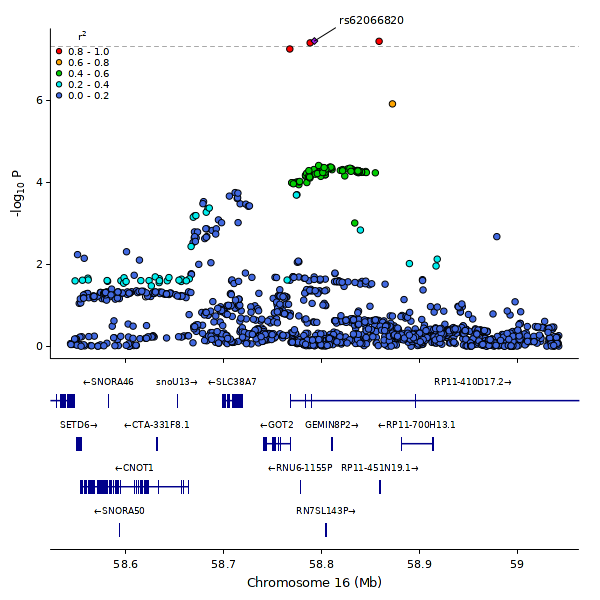 rs62066820
r²
0.8 - 1.0
0.6 - 0.8
0.4 - 0.6
0.2 - 0.4
0.0 - 0.2
6
4
2
0
-log10 P
←SNORA46 snoU13→ ←SLC38A7 RP11-410D17.2→
SETD6→ ←CTA-331F8.1 ←GOT2 GEMIN8P2→ ←RP11-700H13.1
←CNOT1 ←RNU6-1155P RP11-451N19.1→
←SNORA50 RN7SL143P→
58.6 58.7 58.8 58.9 59
Chromosome 16 (Mb)